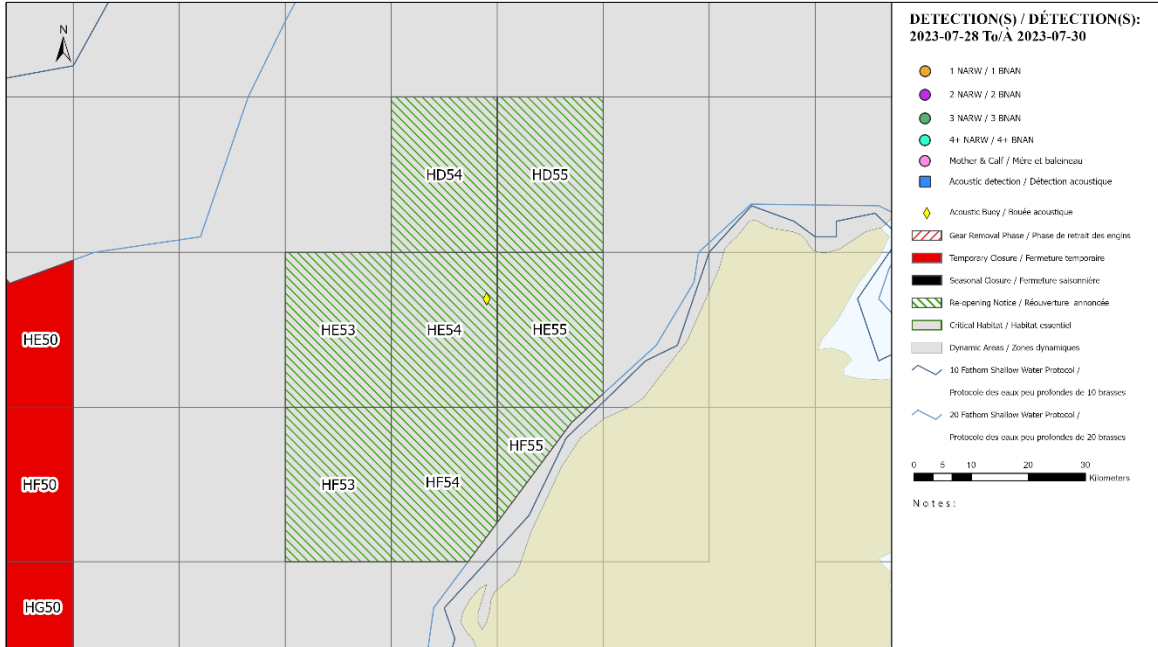 N
HD54
HD55
HE53
HE54
HE55
HE50
HF55
HF53
HF54
HF50
HG50
DETECTION(S) / DÉTECTION(S):
2023-07-28 To/À 2023-07-30
1 NARW / 1 BNAN
2 NARW / 2 BNAN
3 NARW / 3 BNAN
4+ NARW / 4+ BNAN
Mother & Calf / Mère et baleineau
Acoustic detection / Détection acoustique
Acoustic Buoy / Bouée acoustique
Gear Removal Phase / Phase de retrait des engins
Temporary Closure / Fermeture temporaire
Seasonal Closure / Fermeture saisonnière
Re-opening Notice / Réouverture annoncée
Critical Habitat / Habitat essentiel
Dynamic Areas / Zones dynamiques
10 Fathom Shallow Water Protocol /
Protocole des eaux peu profondes de 10 brasses
20 Fathom Shallow Water Protocol /
Protocole des eaux peu profondes de 20 brasses
0 5 10 20 30
Kilometers
Notes: